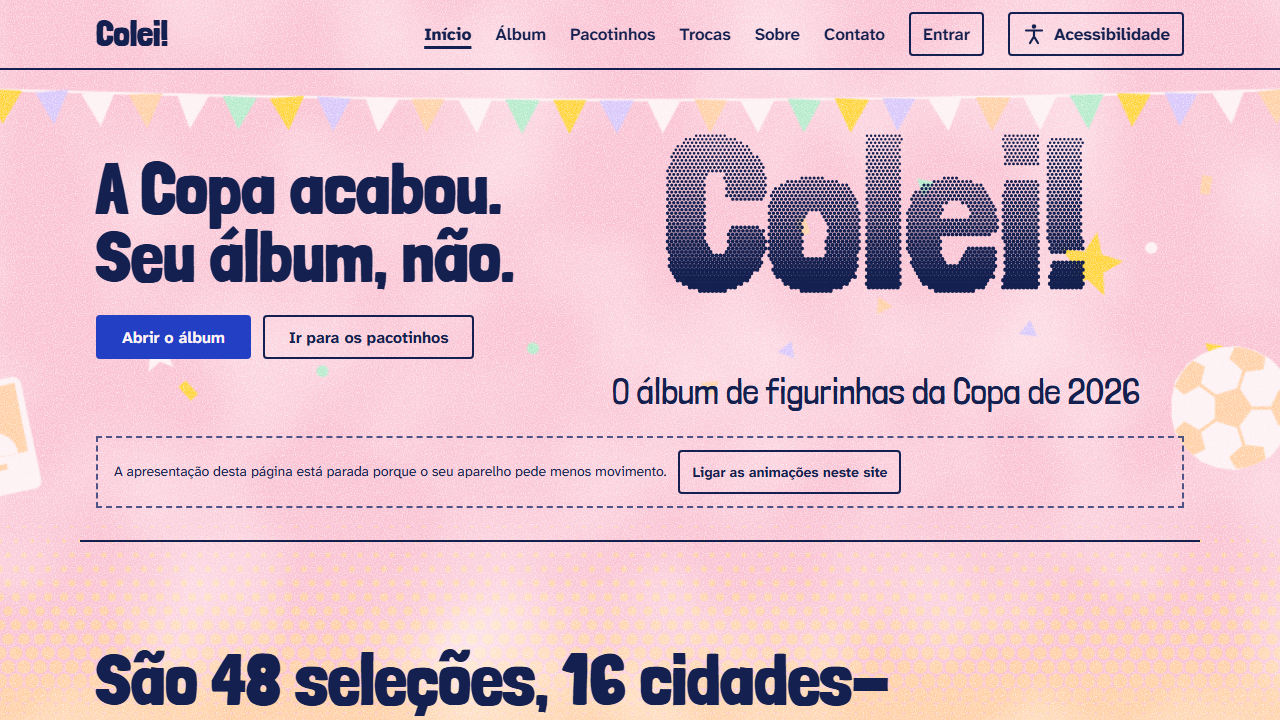 Colei!
Início Álbum Pacotinhos Trocas Sobre Contato Entrar Acessibilidade
A Copa acabou.
Seu álbum, não.
Abrir o álbum Ir para os pacotinhos
Colei!
O álbum de figurinhas da Copa de 2026
A apresentação desta página está parada porque o seu aparelho pede menos movimento. Ligar as animações neste site
São 48 seleções, 16 cidades–